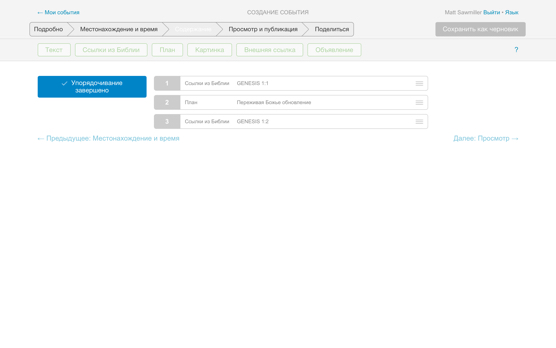 ← Мои события
СОЗДАНИЕ СОБЫТИЯ
Matt Sawmiller Выйти • Язык
Подробно
Местонахождение и время
Просмотр и публикация
Поделиться
Сохранить как черновик
Текст
Ссылки из Библии
План
Картинка
Внешняя ссылка
Объявление
?
Упорядочивание
завершено
1 Ссылки из Библии GENESIS 1:1
2 План Переживая Божье обновление
3 Ссылки из Библии GENESIS 1:2
← Предыдущее: Местонахождение и время
Далее: Просмотр →